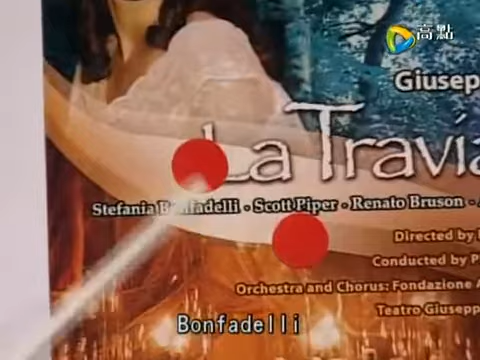 高點
Giusep
La Travia
Stefania Bonfadelli · Scott Piper · Renato Bruson ·
Directed by
Conducted by P
Orchestra and Chorus: Fondazione A
Teatro Giusepp
Bonfadelli